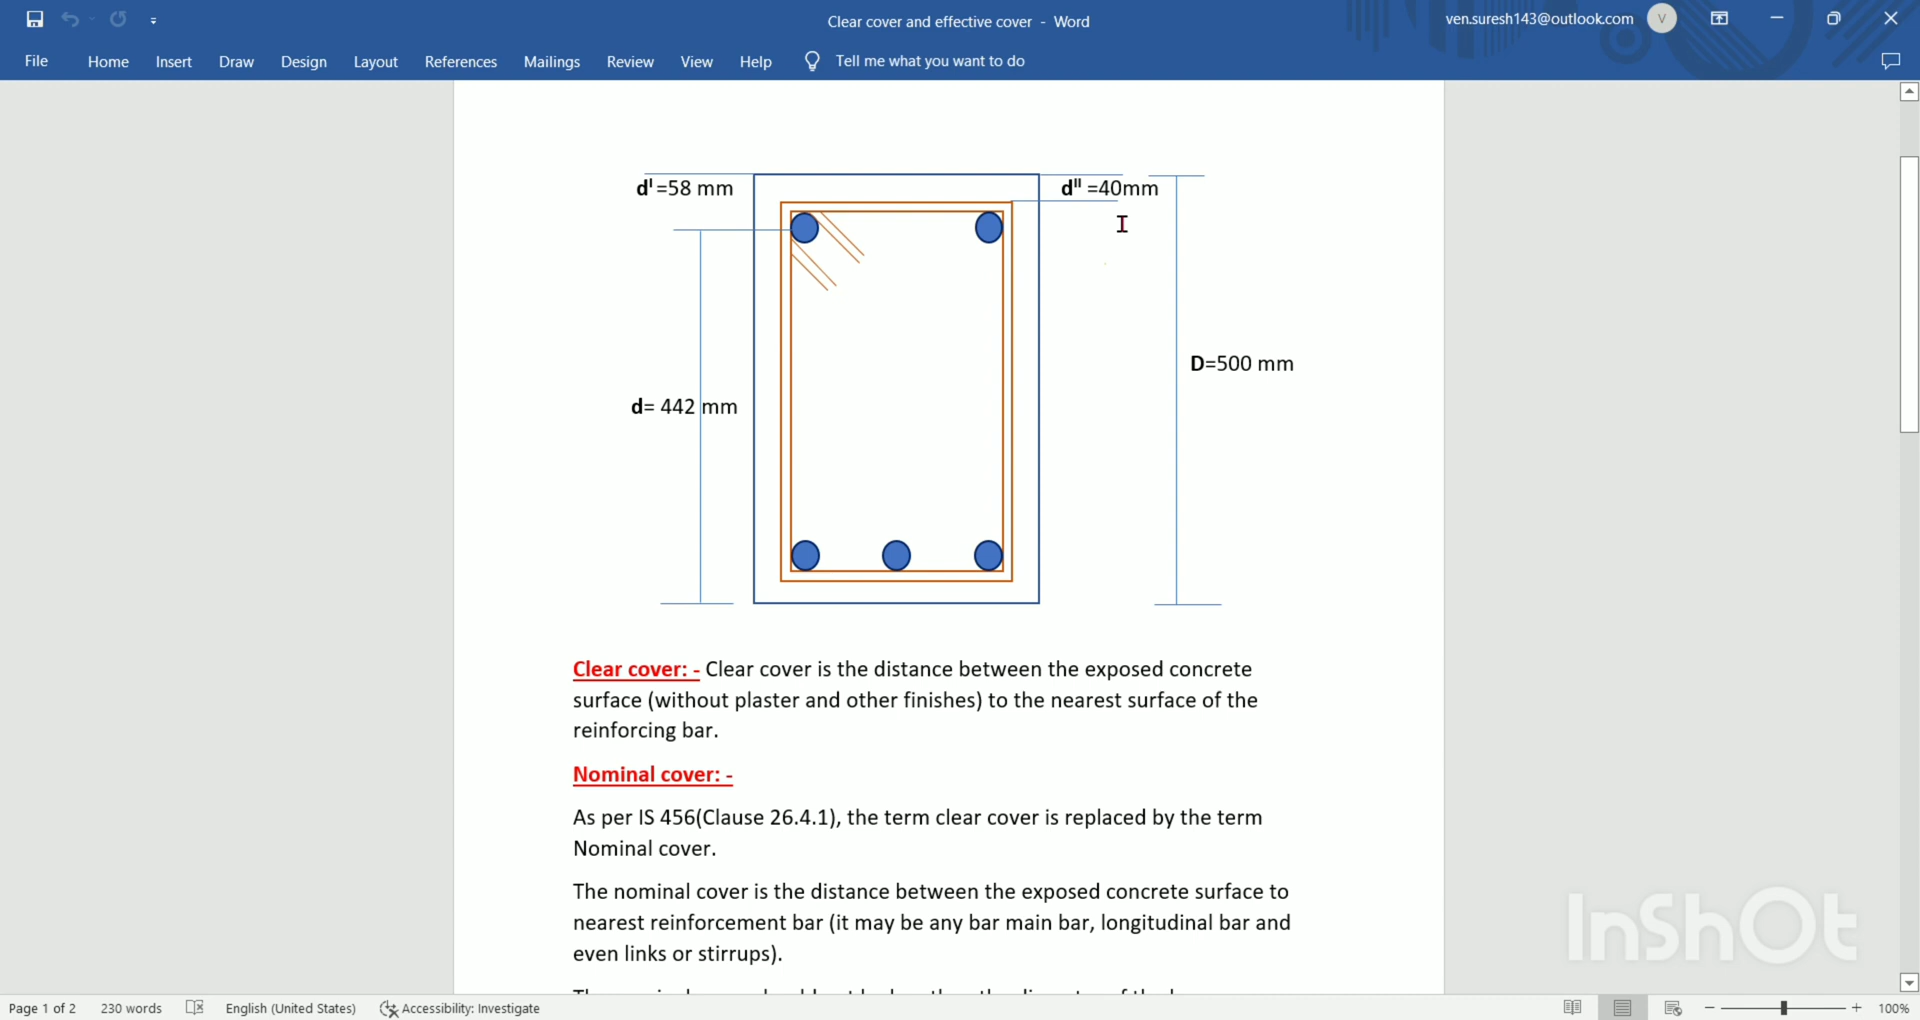 Clear cover and effective cover - Word
ven.suresh143@outlook.com
V
File Home Insert Draw Design Layout References Mailings Review View Help Tell me what you want to do
dᴵ=58 mm
dᴵᴵ =40mm
D=500 mm
d= 442 mm
Clear cover: - Clear cover is the distance between the exposed concrete
surface (without plaster and other finishes) to the nearest surface of the
reinforcing bar.
Nominal cover: -
As per IS 456(Clause 26.4.1), the term clear cover is replaced by the term
Nominal cover.
The nominal cover is the distance between the exposed concrete surface to
nearest reinforcement bar (it may be any bar main bar, longitudinal bar and
even links or stirrups).
InShOt
Page 1 of 2 230 words English (United States) Accessibility: Investigate 100%